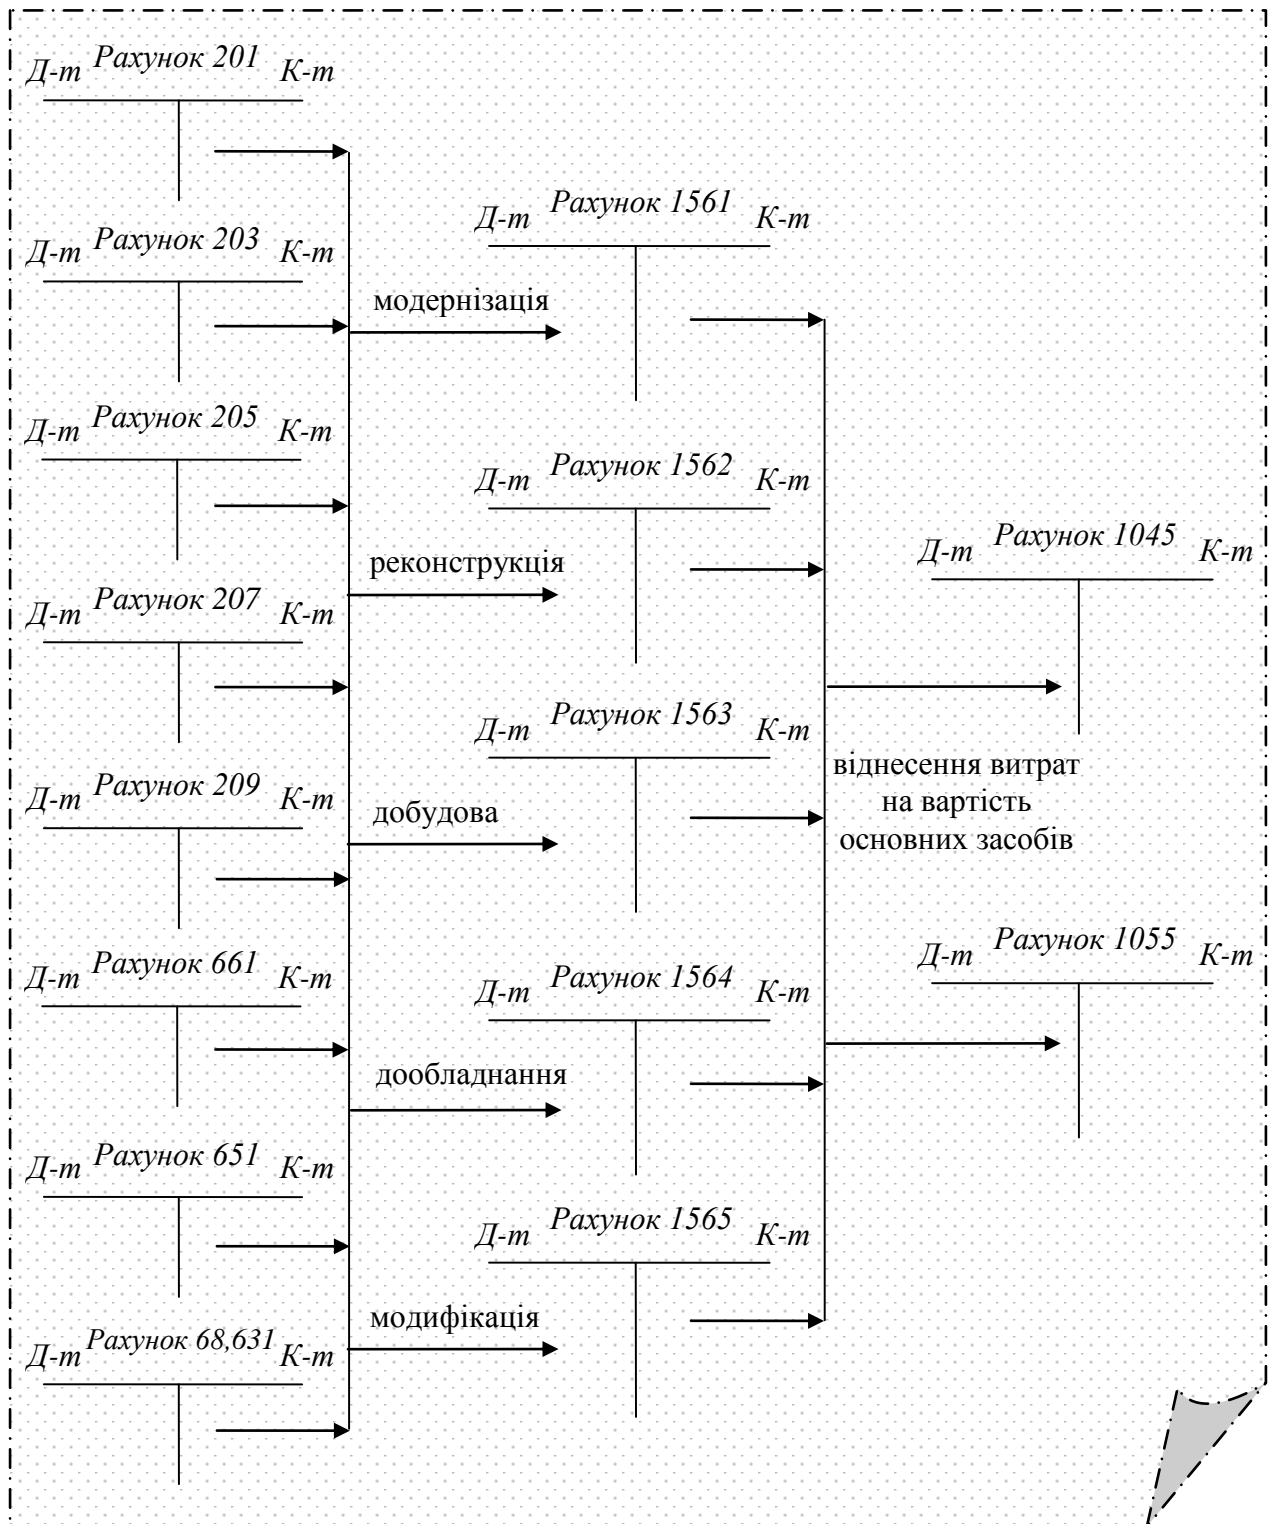 Д-т Рахунок 201 К-т
Д-т Рахунок 203 К-т
Д-т Рахунок 205 К-т
Д-т Рахунок 207 К-т
Д-т Рахунок 209 К-т
Д-т Рахунок 661 К-т
Д-т Рахунок 651 К-т
Д-т Рахунок 68,631 К-т
модернізація
реконструкція
добудова
дообладнання
модифікація
Д-т Рахунок 1561 К-т
Д-т Рахунок 1562 К-т
Д-т Рахунок 1563 К-т
Д-т Рахунок 1564 К-т
Д-т Рахунок 1565 К-т
Д-т Рахунок 1045 К-т
віднесення витрат
на вартість
основних засобів
Д-т Рахунок 1055 К-т